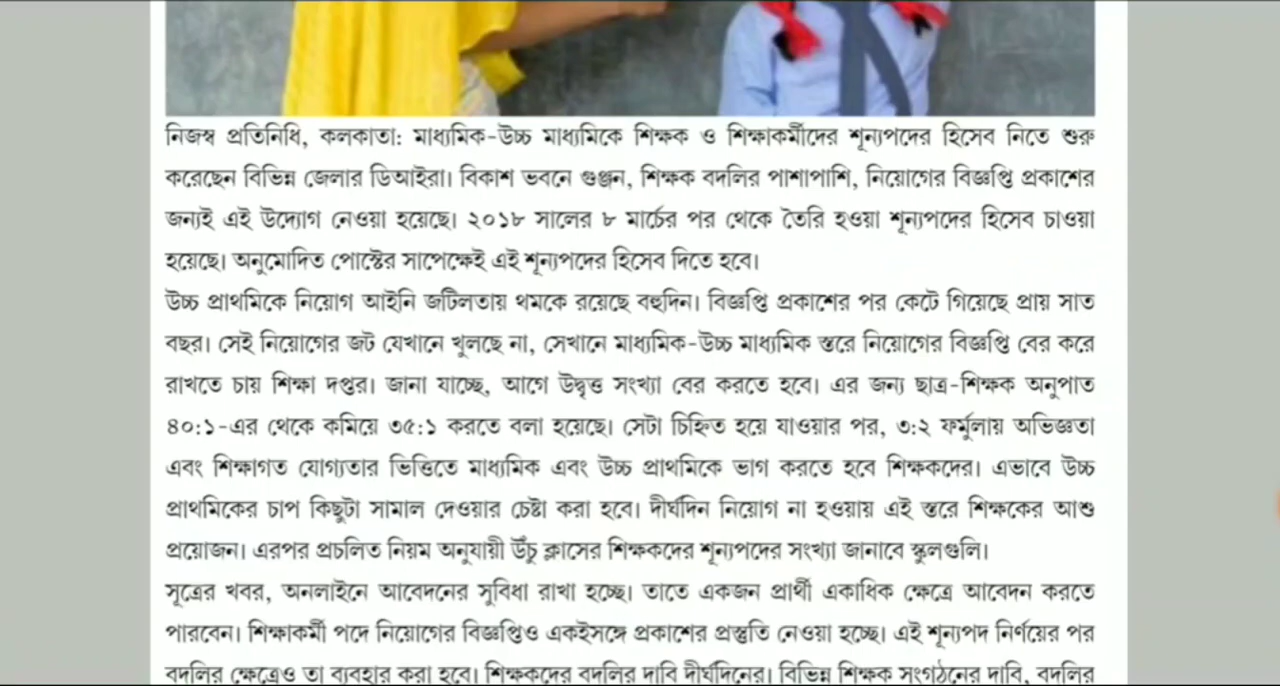 নিজস্ব প্রতিনিধি, কলকাতা: মাধ্যমিক-উচ্চ মাধ্যমিকে শিক্ষক ও শিক্ষাকর্মীদের শূন্যপদের হিসেব নিতে শুরু
করেছেন বিভিন্ন জেলার ডিআইরা। বিকাশ ভবনে গুঞ্জন, শিক্ষক বদলির পাশাপাশি, নিয়োগের বিজ্ঞপ্তি প্রকাশের
জন্যই এই উদ্যোগ নেওয়া হয়েছে। ২০১৮ সালের ৮ মার্চের পর থেকে তৈরি হওয়া শূন্যপদের হিসেব চাওয়া
হয়েছে। অনুমোদিত পোস্টের সাপেক্ষেই এই শূন্যপদের হিসেব দিতে হবে।
উচ্চ প্রাথমিকে নিয়োগ আইনি জটিলতায় থমকে রয়েছে বহুদিন। বিজ্ঞপ্তি প্রকাশের পর কেটে গিয়েছে প্রায় সাত
বছর। সেই নিয়োগের জট যেখানে খুলছে না, সেখানে মাধ্যমিক-উচ্চ মাধ্যমিক স্তরে নিয়োগের বিজ্ঞপ্তি বের করে
রাখতে চায় শিক্ষা দপ্তর। জানা যাচ্ছে, আগে উদ্বৃত্ত সংখ্যা বের করতে হবে। এর জন্য ছাত্র-শিক্ষক অনুপাত
৪০:১-এর থেকে কমিয়ে ৩৫:১ করতে বলা হয়েছে। সেটা চিহ্নিত হয়ে যাওয়ার পর, ৩:২ ফর্মুলায় অভিজ্ঞতা
এবং শিক্ষাগত যোগ্যতার ভিত্তিতে মাধ্যমিক এবং উচ্চ প্রাথমিকে ভাগ করতে হবে শিক্ষকদের। এভাবে উচ্চ
প্রাথমিকের চাপ কিছুটা সামাল দেওয়ার চেষ্টা করা হবে। দীর্ঘদিন নিয়োগ না হওয়ায় এই স্তরে শিক্ষকের আশু
প্রয়োজন। এরপর প্রচলিত নিয়ম অনুযায়ী উঁচু ক্লাসের শিক্ষকদের শূন্যপদের সংখ্যা জানাবে স্কুলগুলি।
সূত্রের খবর, অনলাইনে আবেদনের সুবিধা রাখা হচ্ছে। তাতে একজন প্রার্থী একাধিক ক্ষেত্রে আবেদন করতে
পারবেন। শিক্ষাকর্মী পদে নিয়োগের বিজ্ঞপ্তিও একইসঙ্গে প্রকাশের প্রস্তুতি নেওয়া হচ্ছে। এই শূন্যপদ নির্ণয়ের পর
বদলির ক্ষেত্রেও তা ব্যবহার করা হবে। শিক্ষকদের বদলির দাবি দীর্ঘদিনের। বিভিন্ন শিক্ষক সংগঠনের দাবি, বদলির